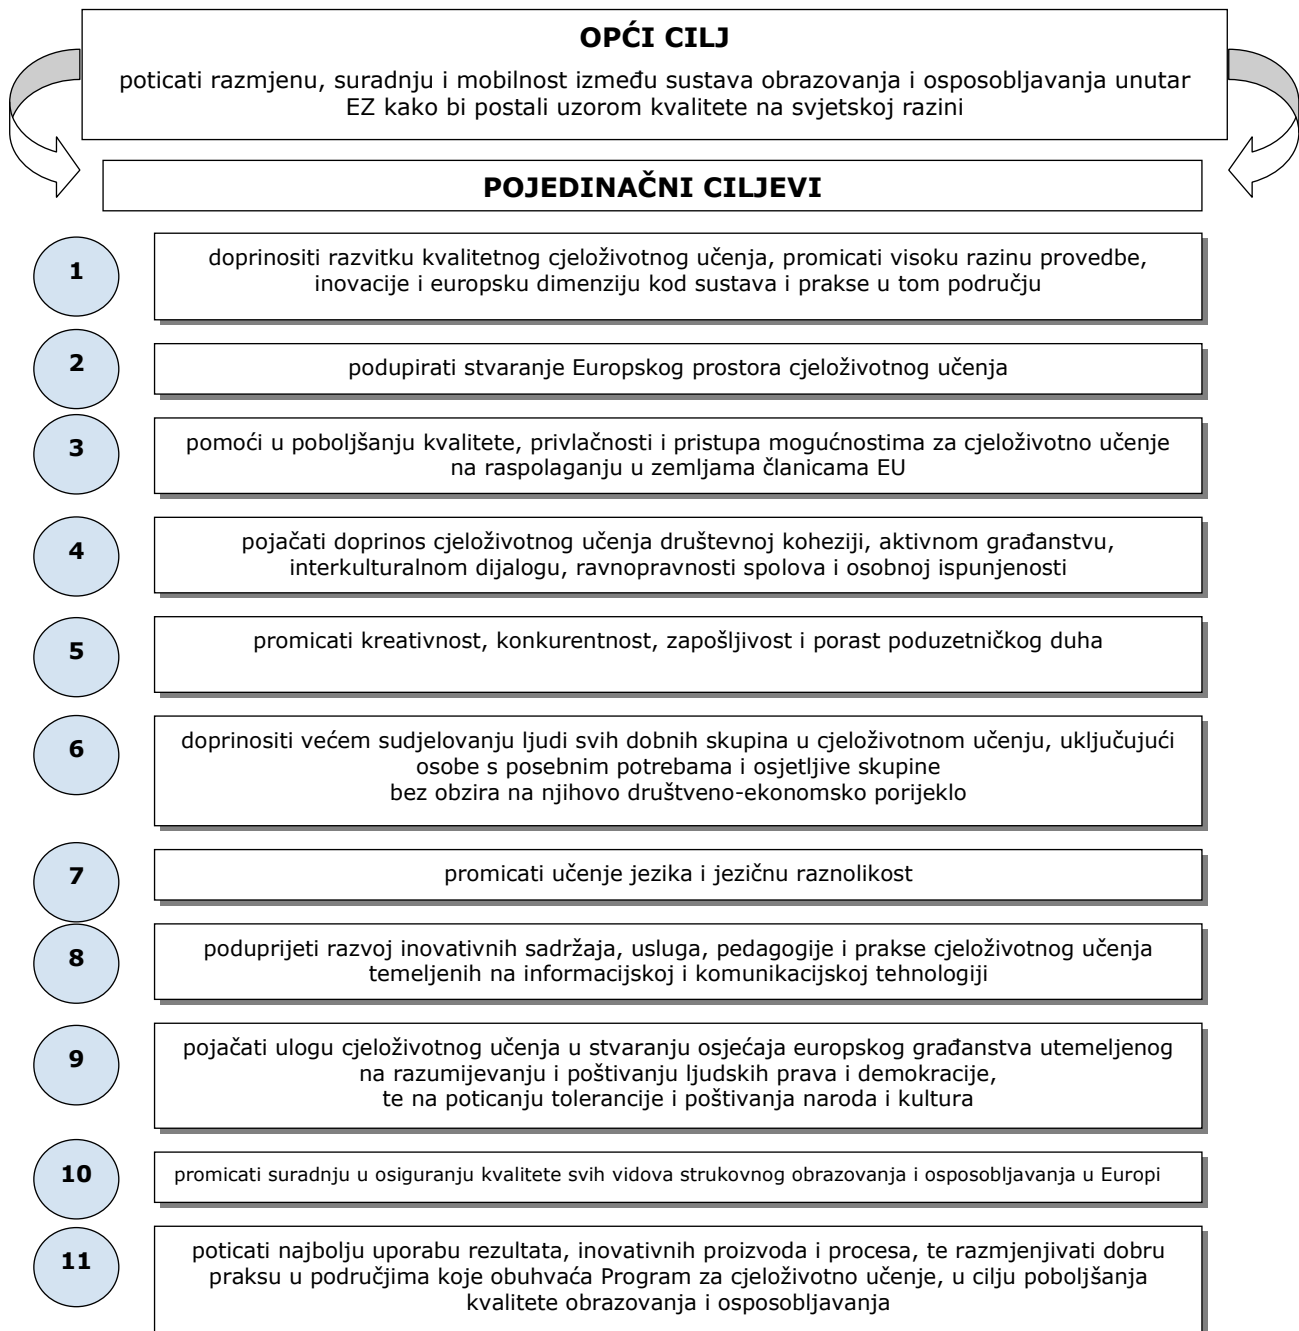 OPĆI CILJ
poticati razmjenu, suradnju i mobilnost između sustava obrazovanja i osposobljavanja unutar
EZ kako bi postali uzorom kvalitete na svjetskoj razini
POJEDINAČNI CILJEVI
1
doprinositi razvitku kvalitetnog cjeloživotnog učenja, promicati visoku razinu provedbe,
inovacije i europsku dimenziju kod sustava i prakse u tom području
2
podupirati stvaranje Europskog prostora cjeloživotnog učenja
3
pomoći u poboljšanju kvalitete, privlačnosti i pristupa mogućnostima za cjeloživotno učenje
na raspolaganju u zemljama članicama EU
4
pojačati doprinos cjeloživotnog učenja društevnoj koheziji, aktivnom građanstvu,
interkulturalnom dijalogu, ravnopravnosti spolova i osobnoj ispunjenosti
5
promicati kreativnost, konkurentnost, zapošljivost i porast poduzetničkog duha
6
doprinositi većem sudjelovanju ljudi svih dobnih skupina u cjeloživotnom učenju, uključujući
osobe s posebnim potrebama i osjetljive skupine
bez obzira na njihovo društveno-ekonomsko porijeklo
7
promicati učenje jezika i jezičnu raznolikost
8
poduprijeti razvoj inovativnih sadržaja, usluga, pedagogije i prakse cjeloživotnog učenja
temeljenih na informacijskoj i komunikacijskoj tehnologiji
9
pojačati ulogu cjeloživotnog učenja u stvaranju osjećaja europskog građanstva utemeljenog
na razumijevanju i poštivanju ljudskih prava i demokracije,
te na poticanju tolerancije i poštivanja naroda i kultura
10
promicati suradnju u osiguranju kvalitete svih vidova strukovnog obrazovanja i osposobljavanja u Europi
11
poticati najbolju uporabu rezultata, inovativnih proizvoda i procesa, te razmjenjivati dobru
praksu u područjima koje obuhvaća Program za cjeloživotno učenje, u cilju poboljšanja
kvalitete obrazovanja i osposobljavanja